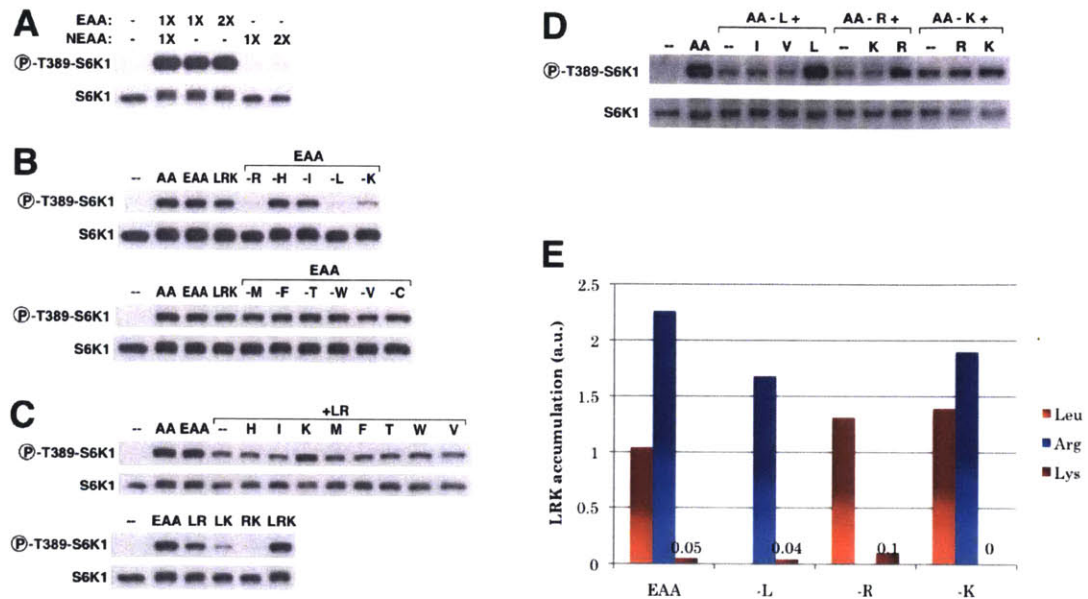 A
EAA: - 1X 1X 2X - -
NEAA: - 1X - - 1X 2X
Ⓟ-T389-S6K1
S6K1
B
EAA
-- AA EAA LRK -R -H -I -L -K
Ⓟ-T389-S6K1
S6K1
EAA
-- AA EAA LRK -M -F -T -W -V -C
Ⓟ-T389-S6K1
S6K1
C
+LR
-- AA EAA -- H I K M F T W V
Ⓟ-T389-S6K1
S6K1
-- EAA LR LK RK LRK
Ⓟ-T389-S6K1
S6K1
D
AA - L + AA - R + AA - K +
-- AA -- I V L -- K R -- R K
Ⓟ-T389-S6K1
S6K1
E
LRK accumulation (a.u.)
2.5
2
1.5
1
0.5
0
0.05 0.04 0.1 0
EAA -L -R -K
Leu
Arg
Lys